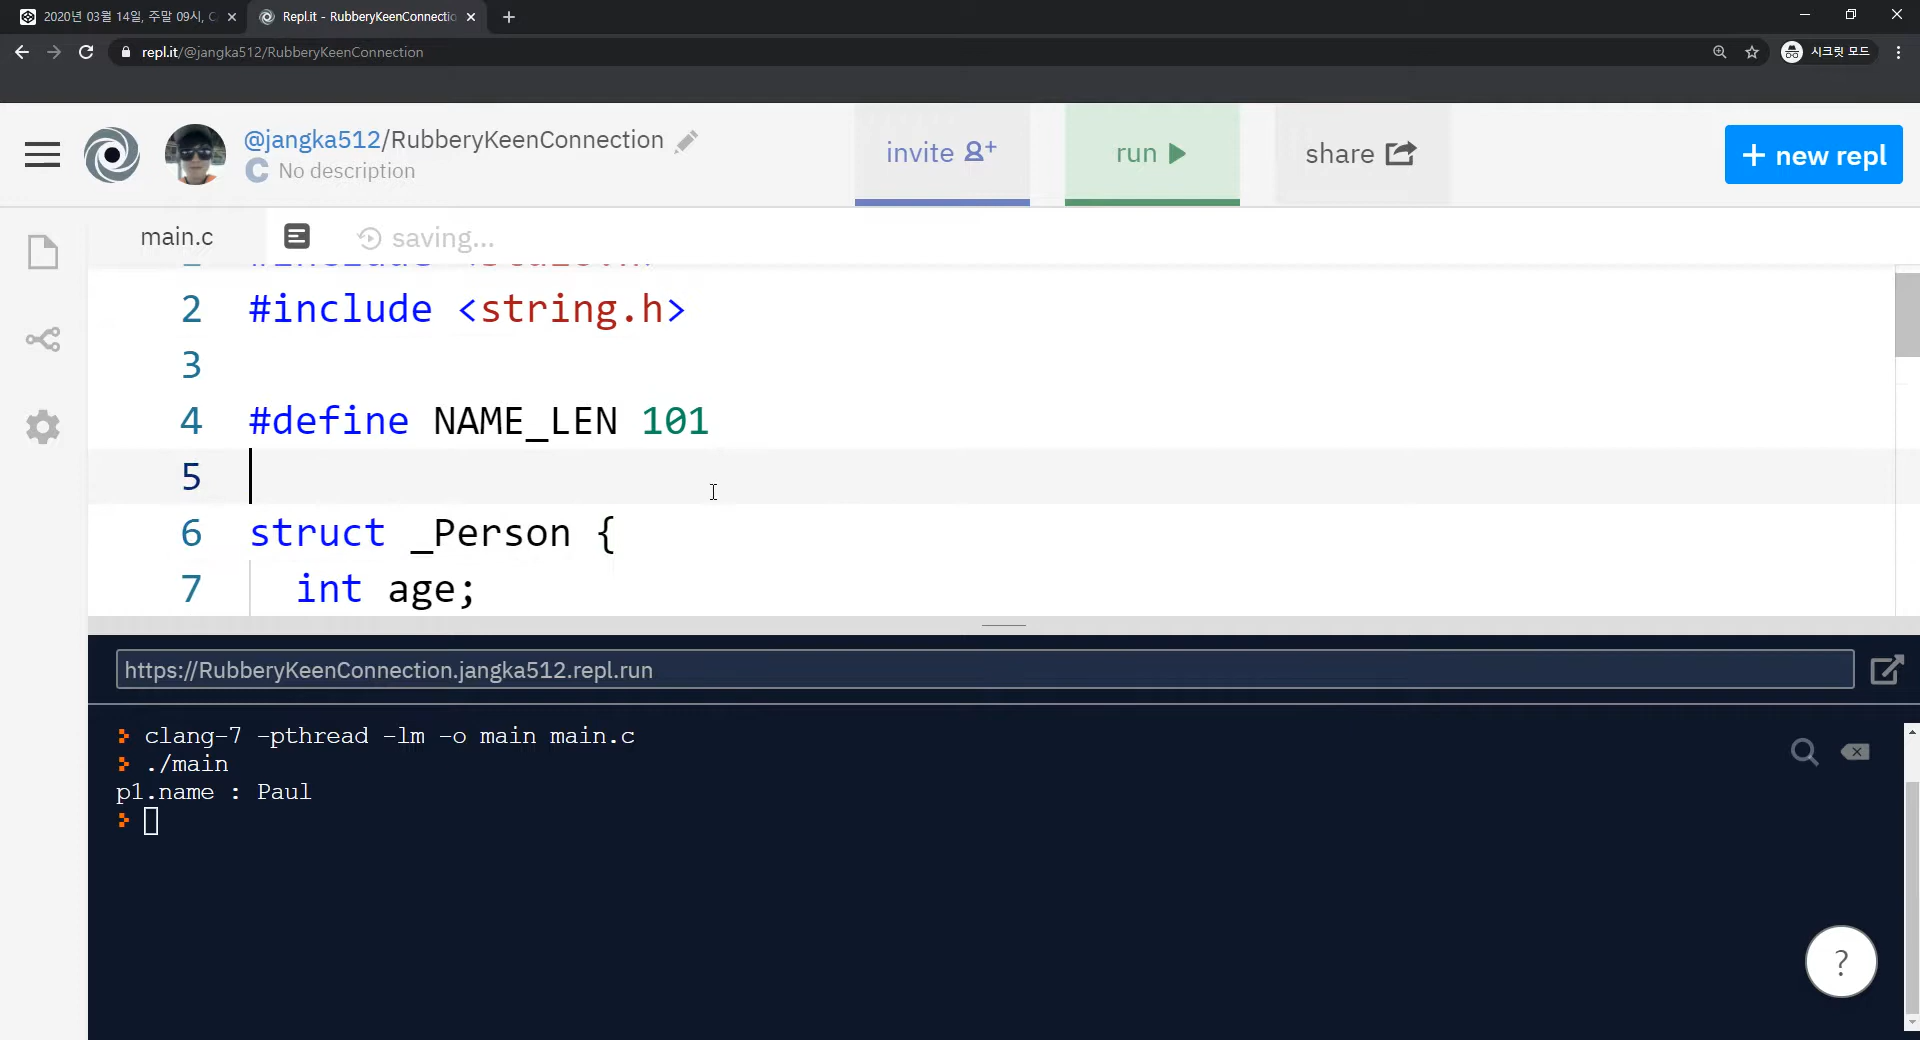 2020년 03월 14일, 주말 09시, C
Repl.it - RubberyKeenConnectio
repl.it/@jangka512/RubberyKeenConnection
시크릿 모드
@jangka512/RubberyKeenConnection
C No description
invite
run
share
+ new repl
main.c
saving...
2 #include <string.h>
3
4 #define NAME_LEN 101
5
6 struct _Person {
7 int age;
https://RubberyKeenConnection.jangka512.repl.run
clang-7 -pthread -lm -o main main.c
./main
p1.name : Paul
?